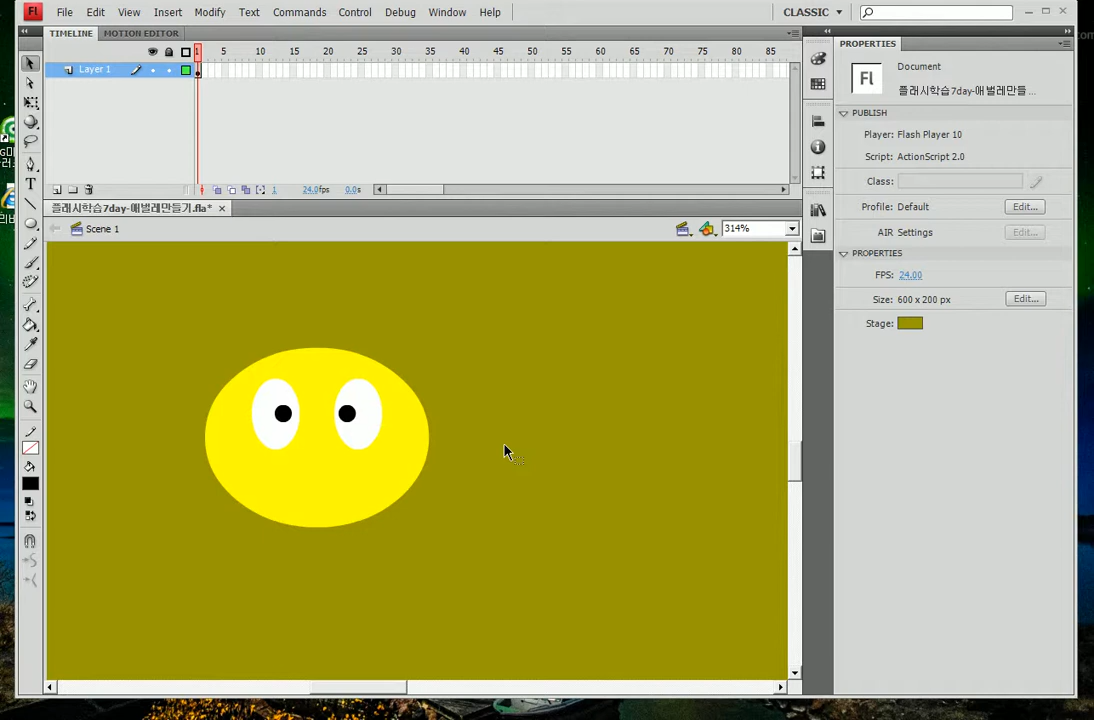 Fl File Edit View Insert Modify Text Commands Control Debug Window Help CLASSIC
TIMELINE MOTION EDITOR
1 5 10 15 20 25 30 35 40 45 50 55 60 65 70 75 80 85
Layer 1
1 24.0fps 0.0s
플래시학습7day-애벌레만들기.fla*
Scene 1
314%
PROPERTIES
Fl
Document
플래시학습7day-애벌레만들...
PUBLISH
Player: Flash Player 10
Script: ActionScript 2.0
Class:
Profile: Default Edit...
AIR Settings Edit...
PROPERTIES
FPS: 24.00
Size: 600 x 200 px Edit...
Stage: